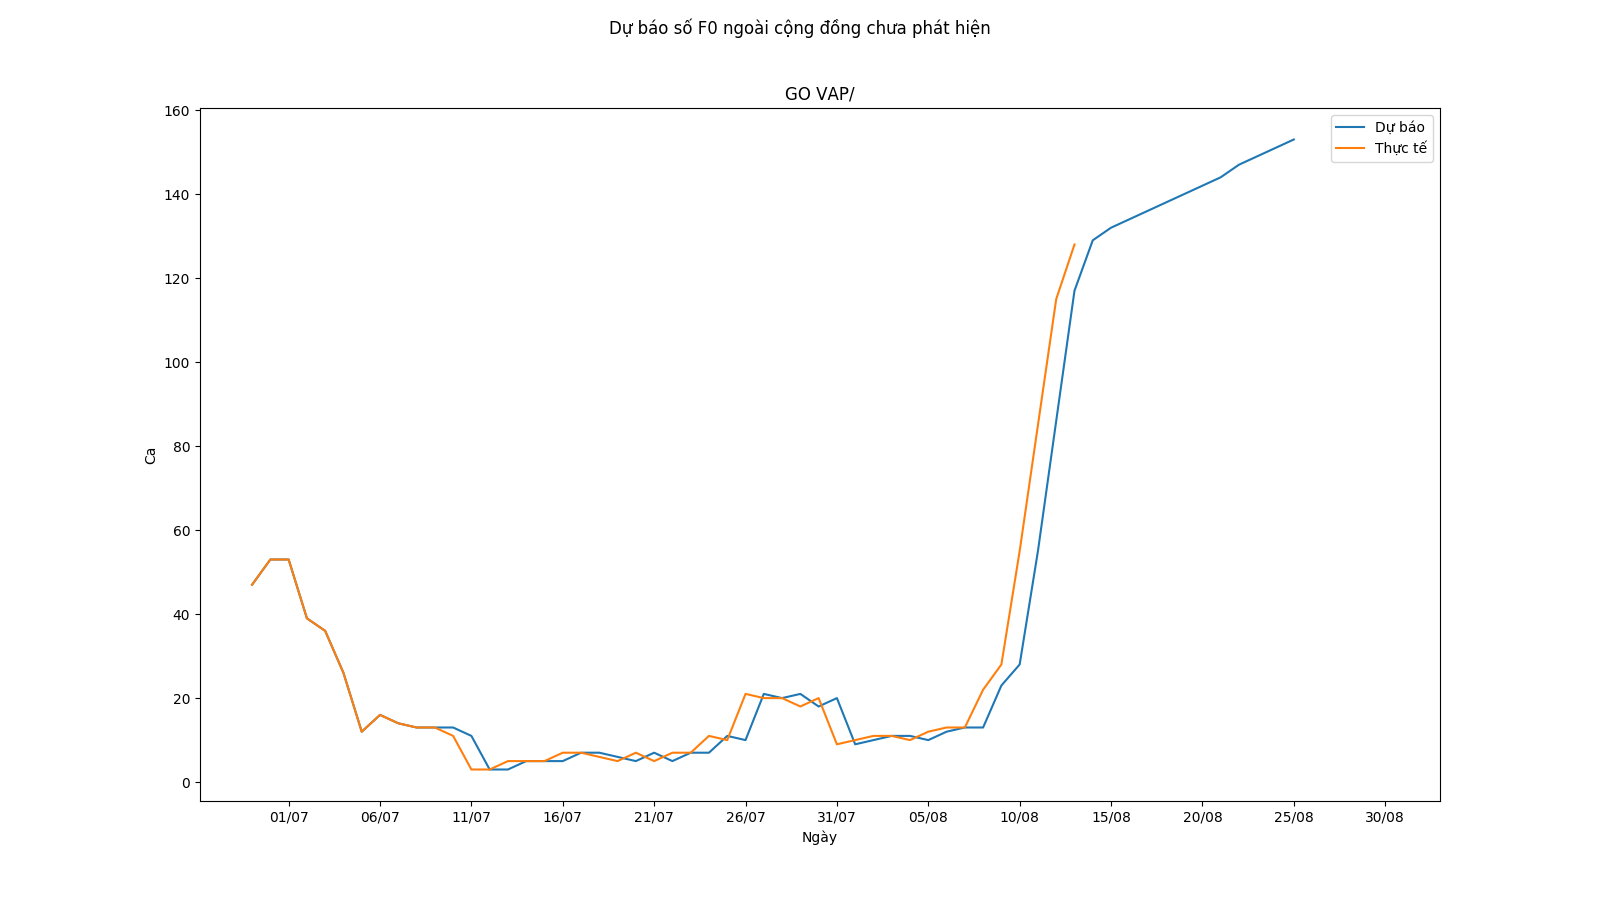 Dự báo số F0 ngoài cộng đồng chưa phát hiện
GO VAP/
160
140
120
100
80
60
40
20
0
Ca
Dự báo
Thực tế
01/07 06/07 11/07 16/07 21/07 26/07 31/07 05/08 10/08 15/08 20/08 25/08 30/08
Ngày